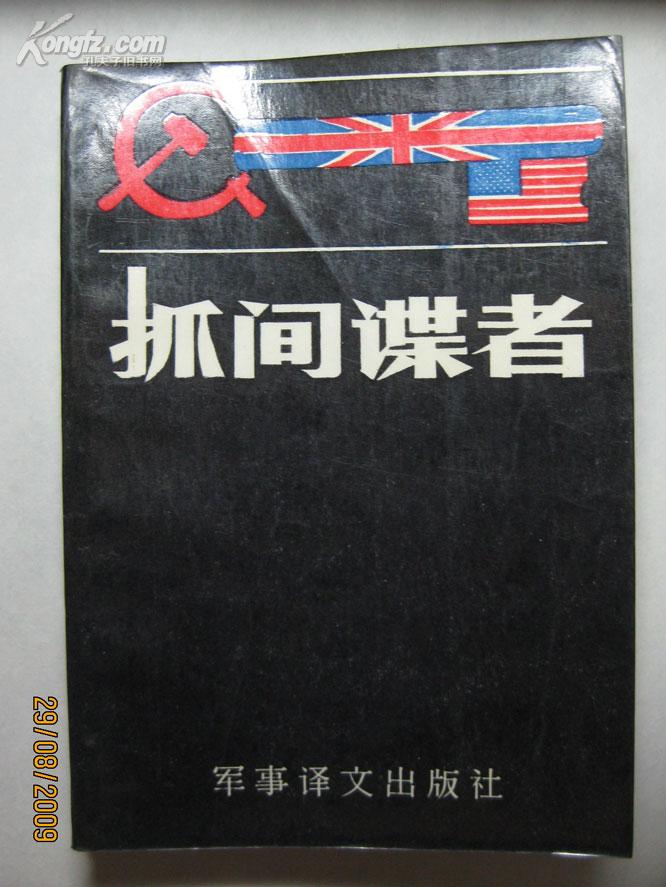 Kongfz.com
孔夫子旧书网
抓间谍者
军事译文出版社
29/08/2009